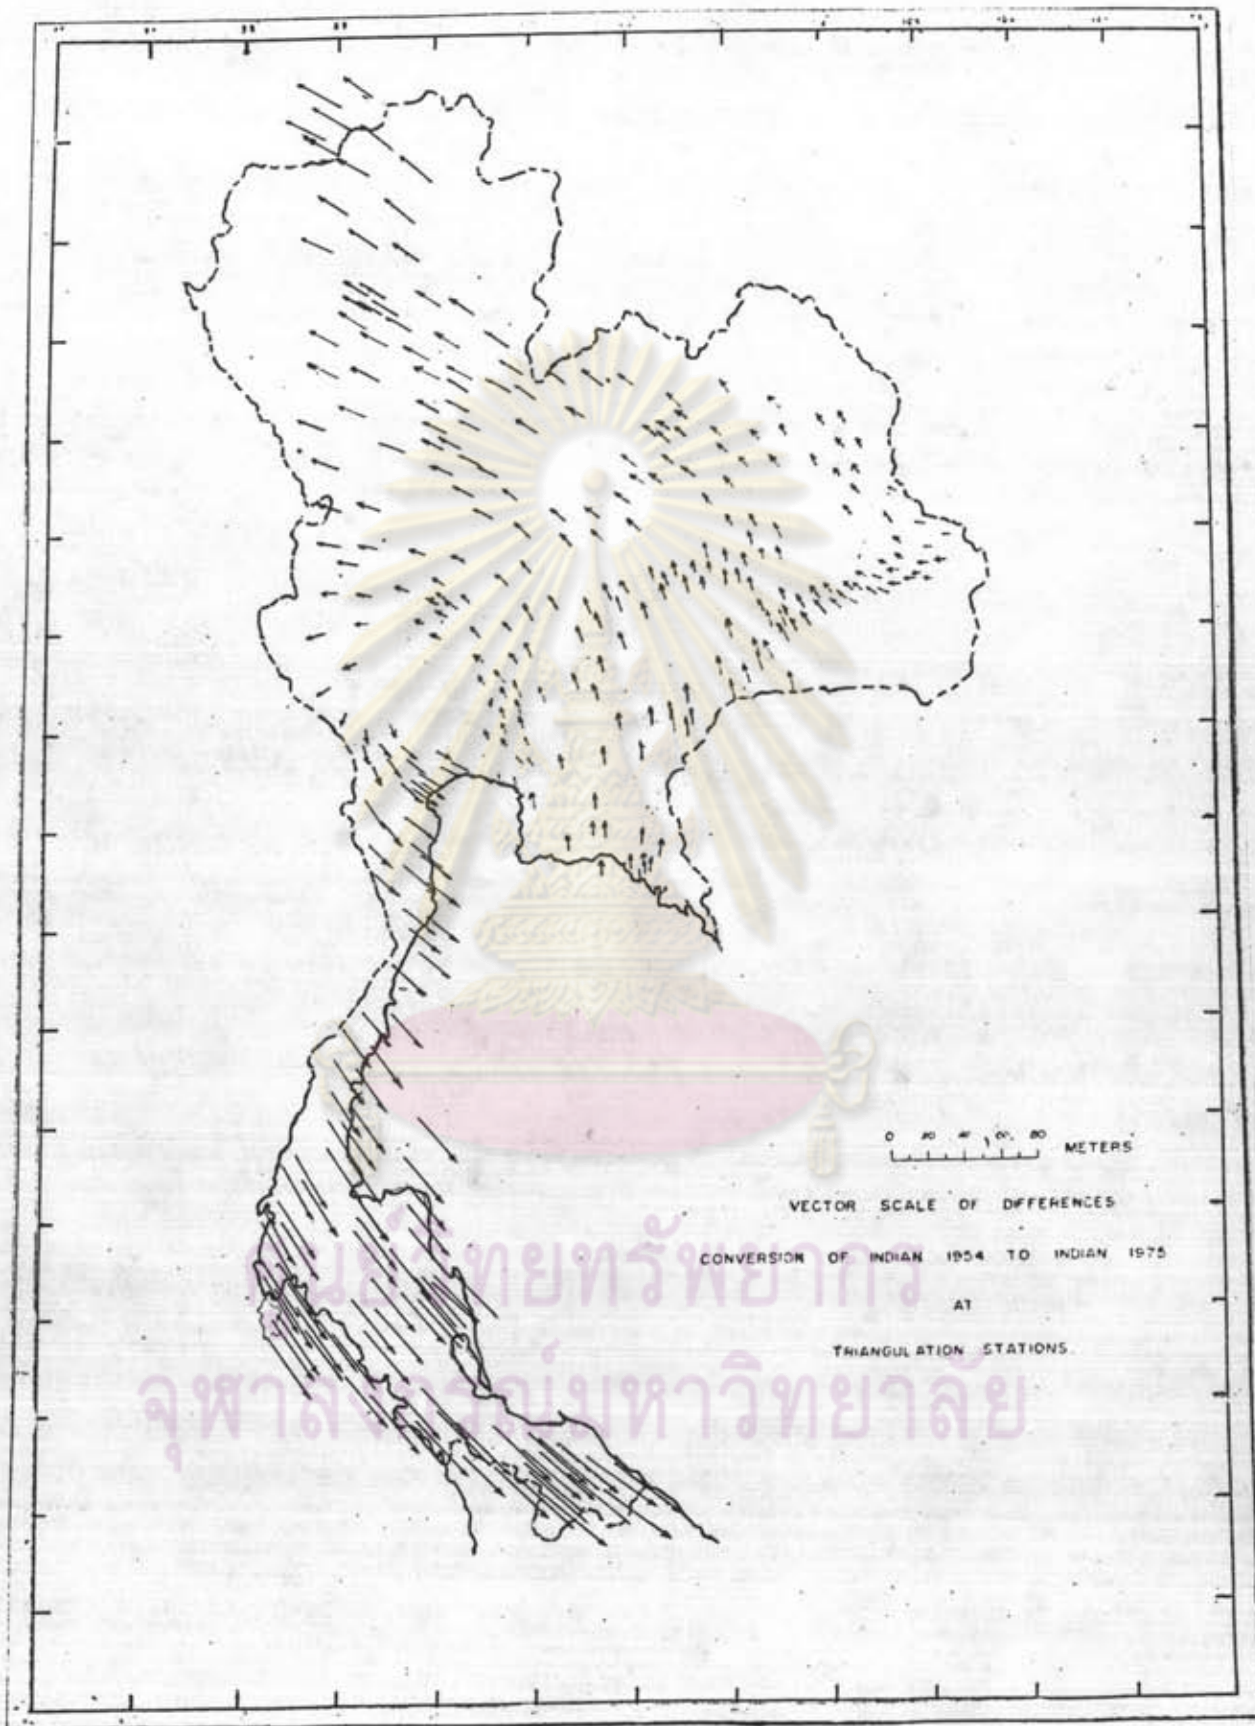 0 20 40 60 80 METERS
VECTOR SCALE OF DIFFERENCES
CONVERSION OF INDIAN 1954 TO INDIAN 1975
AT
TRIANGULATION STATIONS.
ศูนย์วิทยทรัพยากร
จุฬาลงกรณ์มหาวิทยาลัย